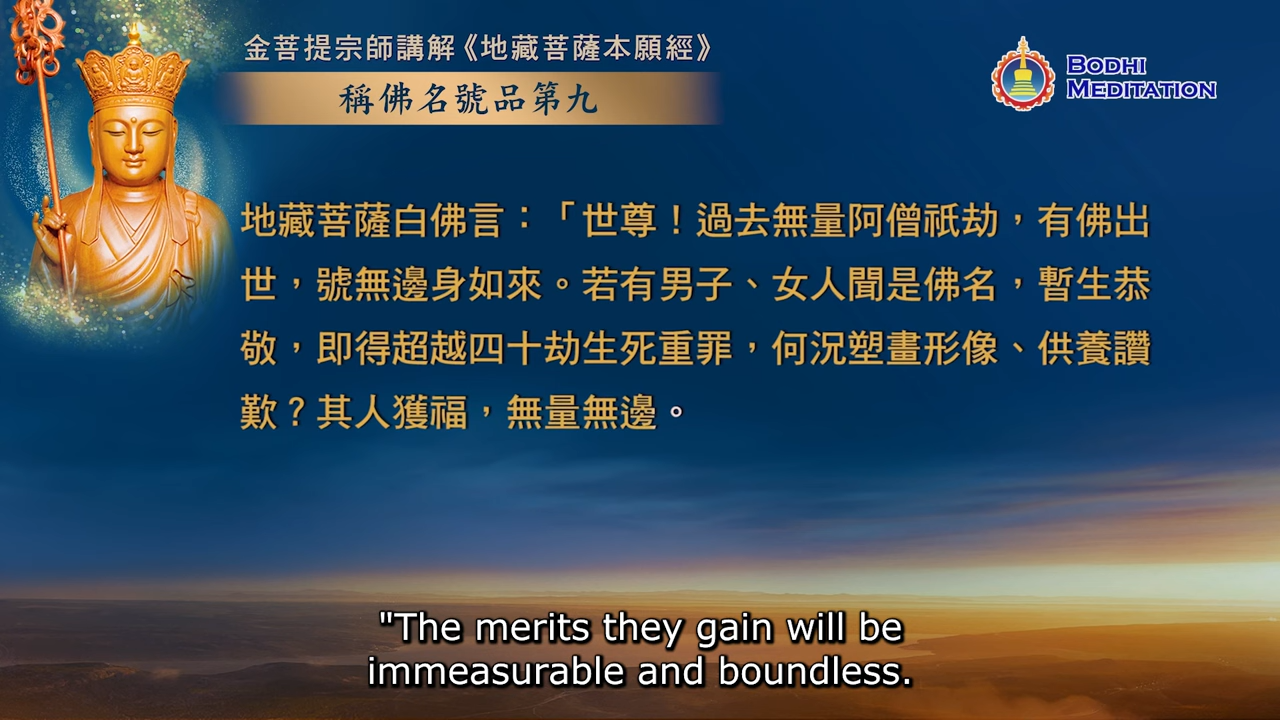 金菩提宗師講解《地藏菩薩本願經》
稱佛名號品第九
BODHI
MEDITATION
地藏菩薩白佛言：「世尊！過去無量阿僧祇劫，有佛出
世，號無邊身如來。若有男子、女人聞是佛名，暫生恭
敬，即得超越四十劫生死重罪，何況塑畫形像、供養讚
歎？其人獲福，無量無邊。
"The merits they gain will be
immeasurable and boundless.